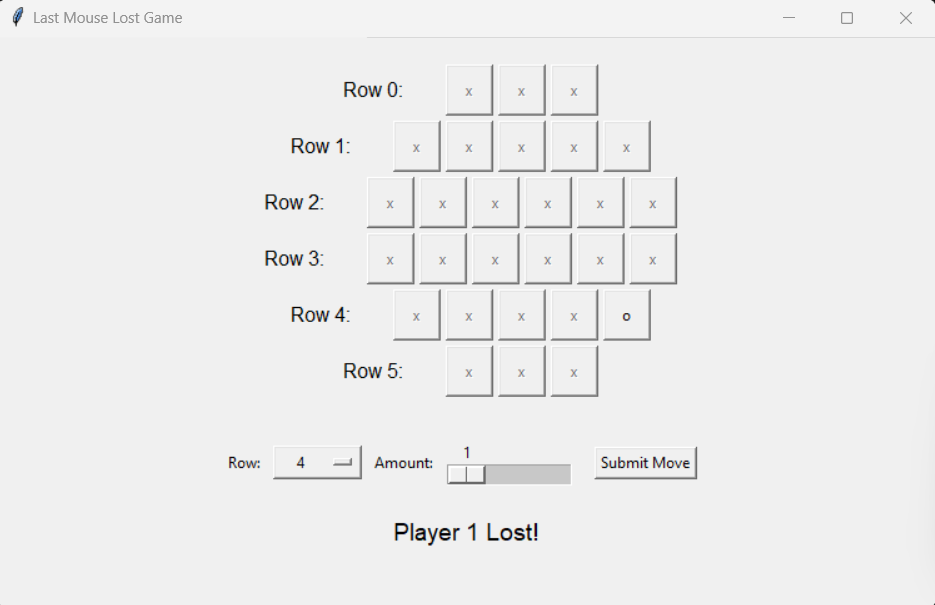 Last Mouse Lost Game
Row 0: x x x
Row 1: x x x x x
Row 2: x x x x x x
Row 3: x x x x x x
Row 4: x x x x o
Row 5: x x x
1
Row: 4 Amount: Submit Move
Player 1 Lost!